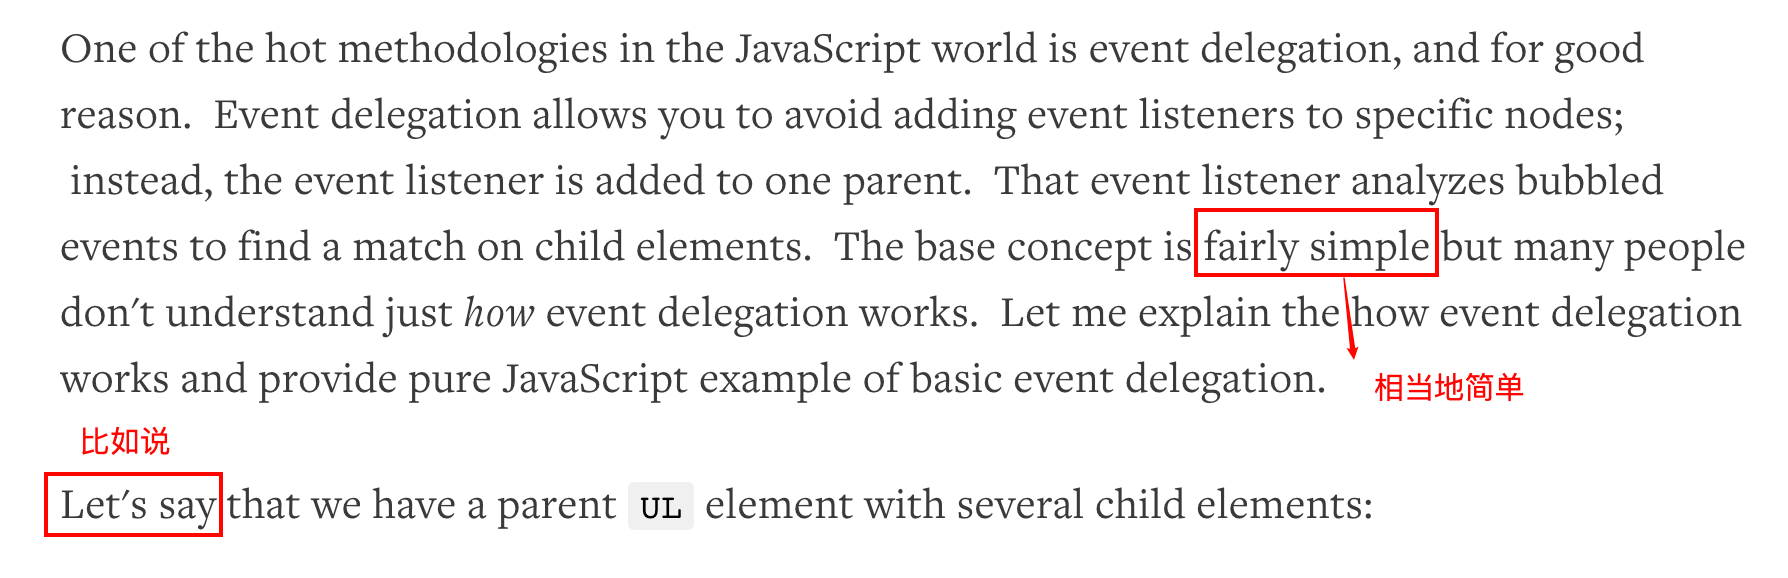 One of the hot methodologies in the JavaScript world is event delegation, and for good
reason.  Event delegation allows you to avoid adding event listeners to specific nodes;
instead, the event listener is added to one parent.  That event listener analyzes bubbled
events to find a match on child elements.  The base concept is fairly simple but many people
don't understand just how event delegation works.  Let me explain the how event delegation
works and provide pure JavaScript example of basic event delegation.
相当地简单
比如说
Let's say that we have a parent UL element with several child elements: